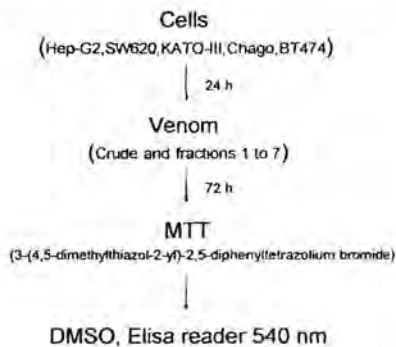 Cells
(Hep-G2,SW620,KATO-III,Chago,BT474)
24 h
Venom
(Crude and fractions 1 to 7)
72 h
MTT
(3-(4,5-dimethylthiazol-2-yl)-2,5-diphenyltetrazolium bromide)
DMSO, Elisa reader 540 nm